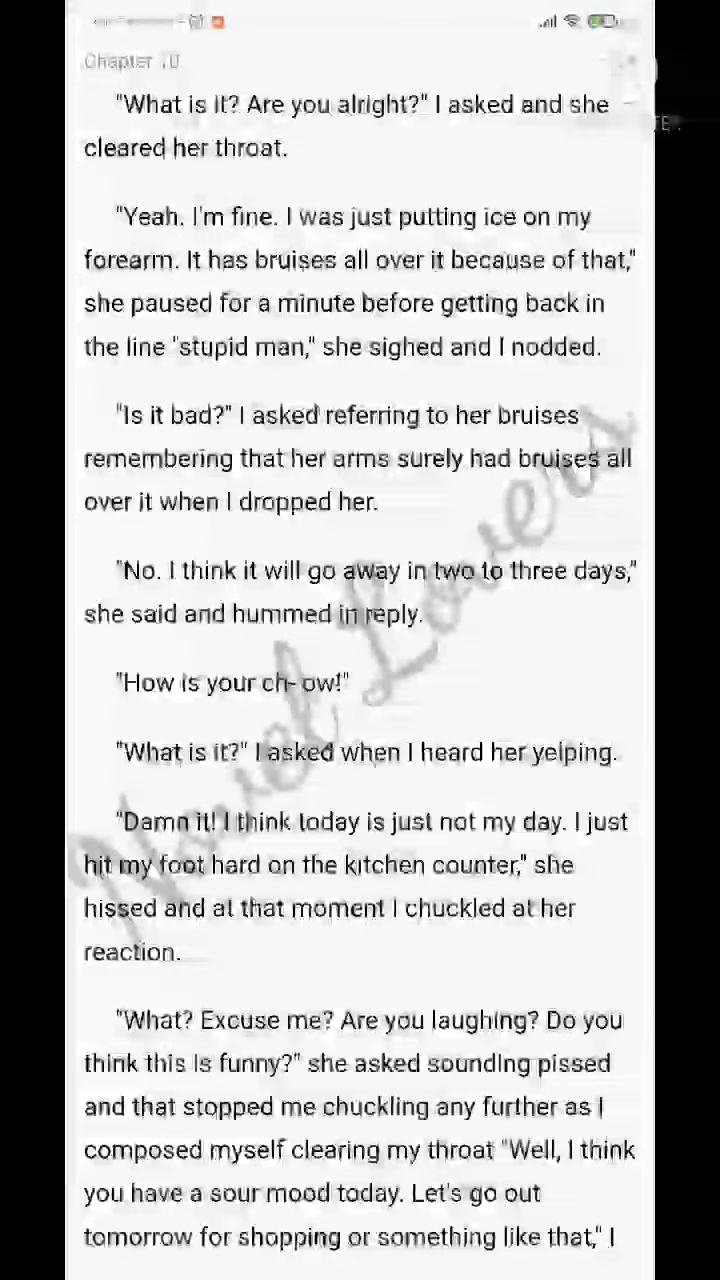 Chapter 10
"What is it? Are you alright?" I asked and she
cleared her throat.
"Yeah. I'm fine. I was just putting ice on my
forearm. It has bruises all over it because of that,"
she paused for a minute before getting back in
the line "stupid man," she sighed and I nodded.
"Is it bad?" I asked referring to her bruises
remembering that her arms surely had bruises all
over it when I dropped her.
"No. I think it will go away in two to three days,"
she said and hummed in reply.
"How is your ch- ow!"
"What is it?" I asked when I heard her yelping.
"Damn it! I think today is just not my day. I just
hit my foot hard on the kitchen counter," she
hissed and at that moment I chuckled at her
reaction.
"What? Excuse me? Are you laughing? Do you
think this is funny?" she asked sounding pissed
and that stopped me chuckling any further as I
composed myself clearing my throat "Well, I think
you have a sour mood today. Let's go out
tomorrow for shopping or something like that," I
Novel Lovers